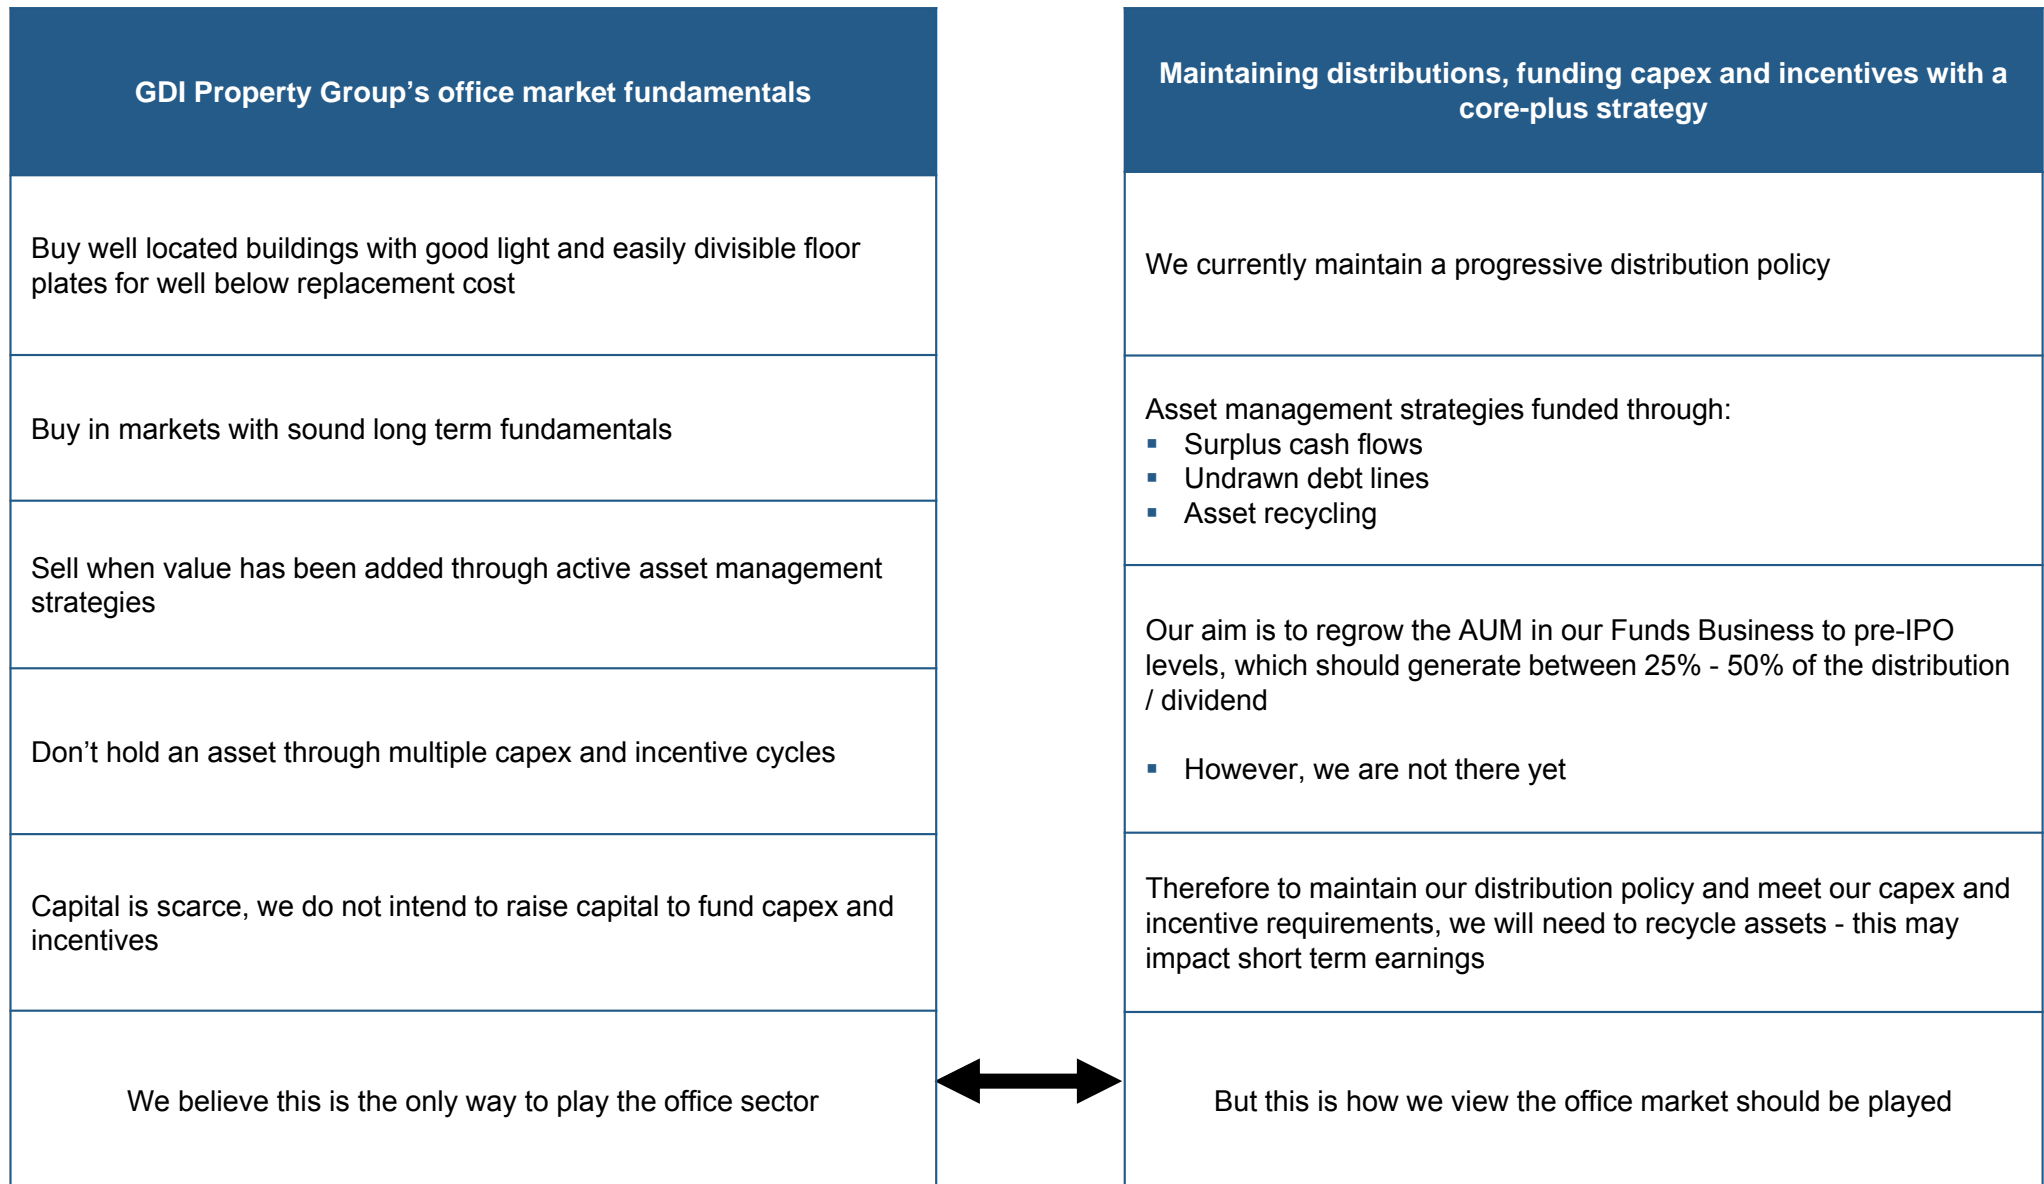 GDI Property Group’s office market fundamentals
Buy well located buildings with good light and easily divisible floor
plates for well below replacement cost
Buy in markets with sound long term fundamentals
Sell when value has been added through active asset management
strategies
Don’t hold an asset through multiple capex and incentive cycles
Capital is scarce, we do not intend to raise capital to fund capex and
incentives
We believe this is the only way to play the office sector
Maintaining distributions, funding capex and incentives with a
core-plus strategy
We currently maintain a progressive distribution policy
Asset management strategies funded through:
▪ Surplus cash flows
▪ Undrawn debt lines
▪ Asset recycling
Our aim is to regrow the AUM in our Funds Business to pre-IPO
levels, which should generate between 25% - 50% of the distribution
/ dividend
▪ However, we are not there yet
Therefore to maintain our distribution policy and meet our capex and
incentive requirements, we will need to recycle assets - this may
impact short term earnings
But this is how we view the office market should be played